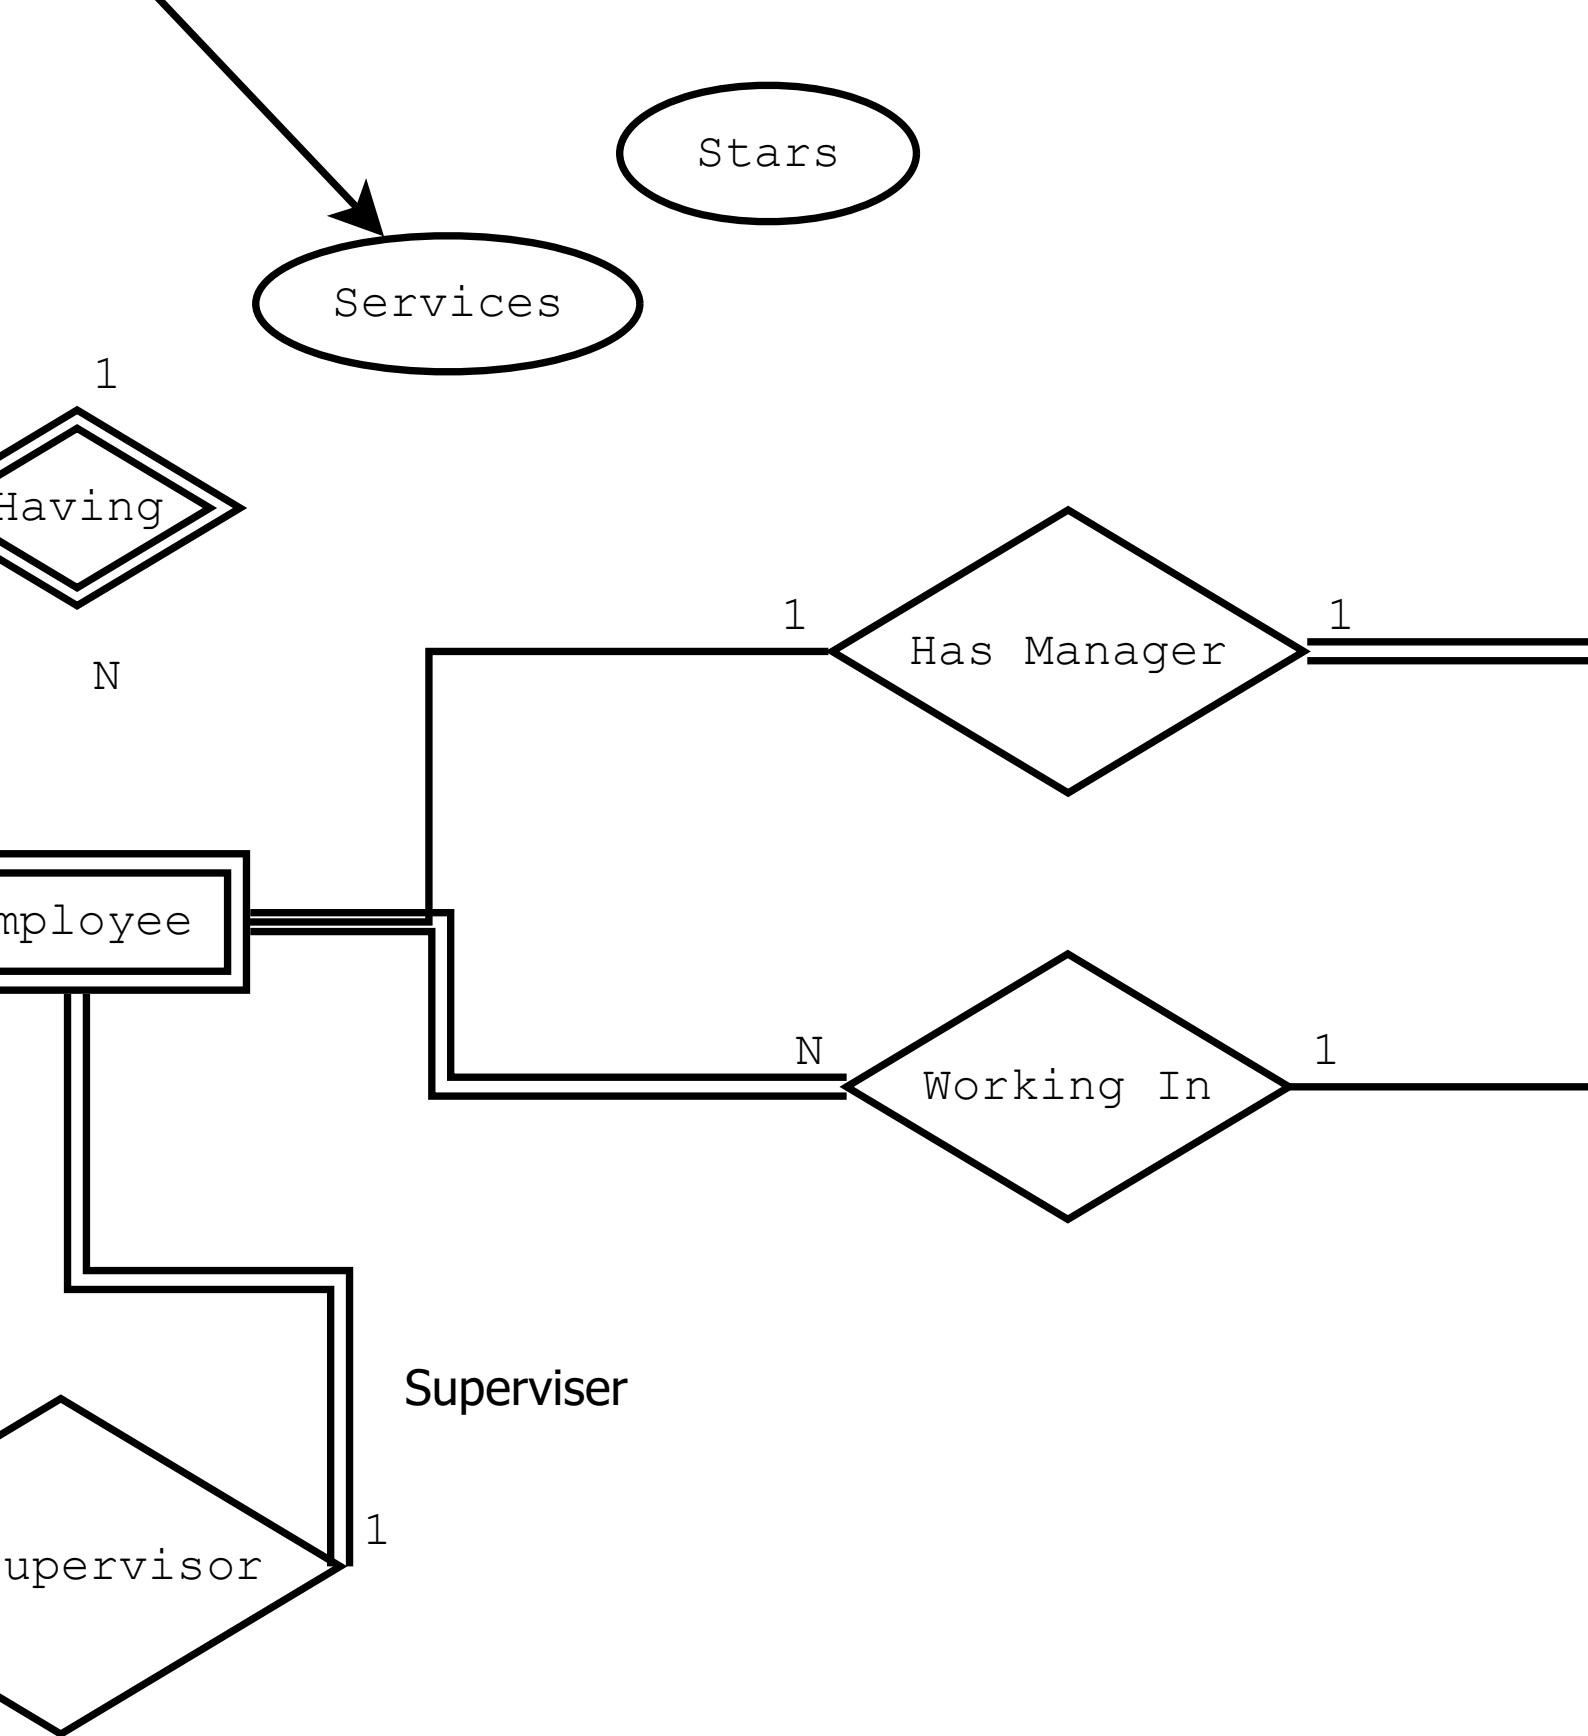 Stars
Services
1
Having
N
1
Has Manager
1
mployee
N
Working In
1
Superviser
1
upervisor